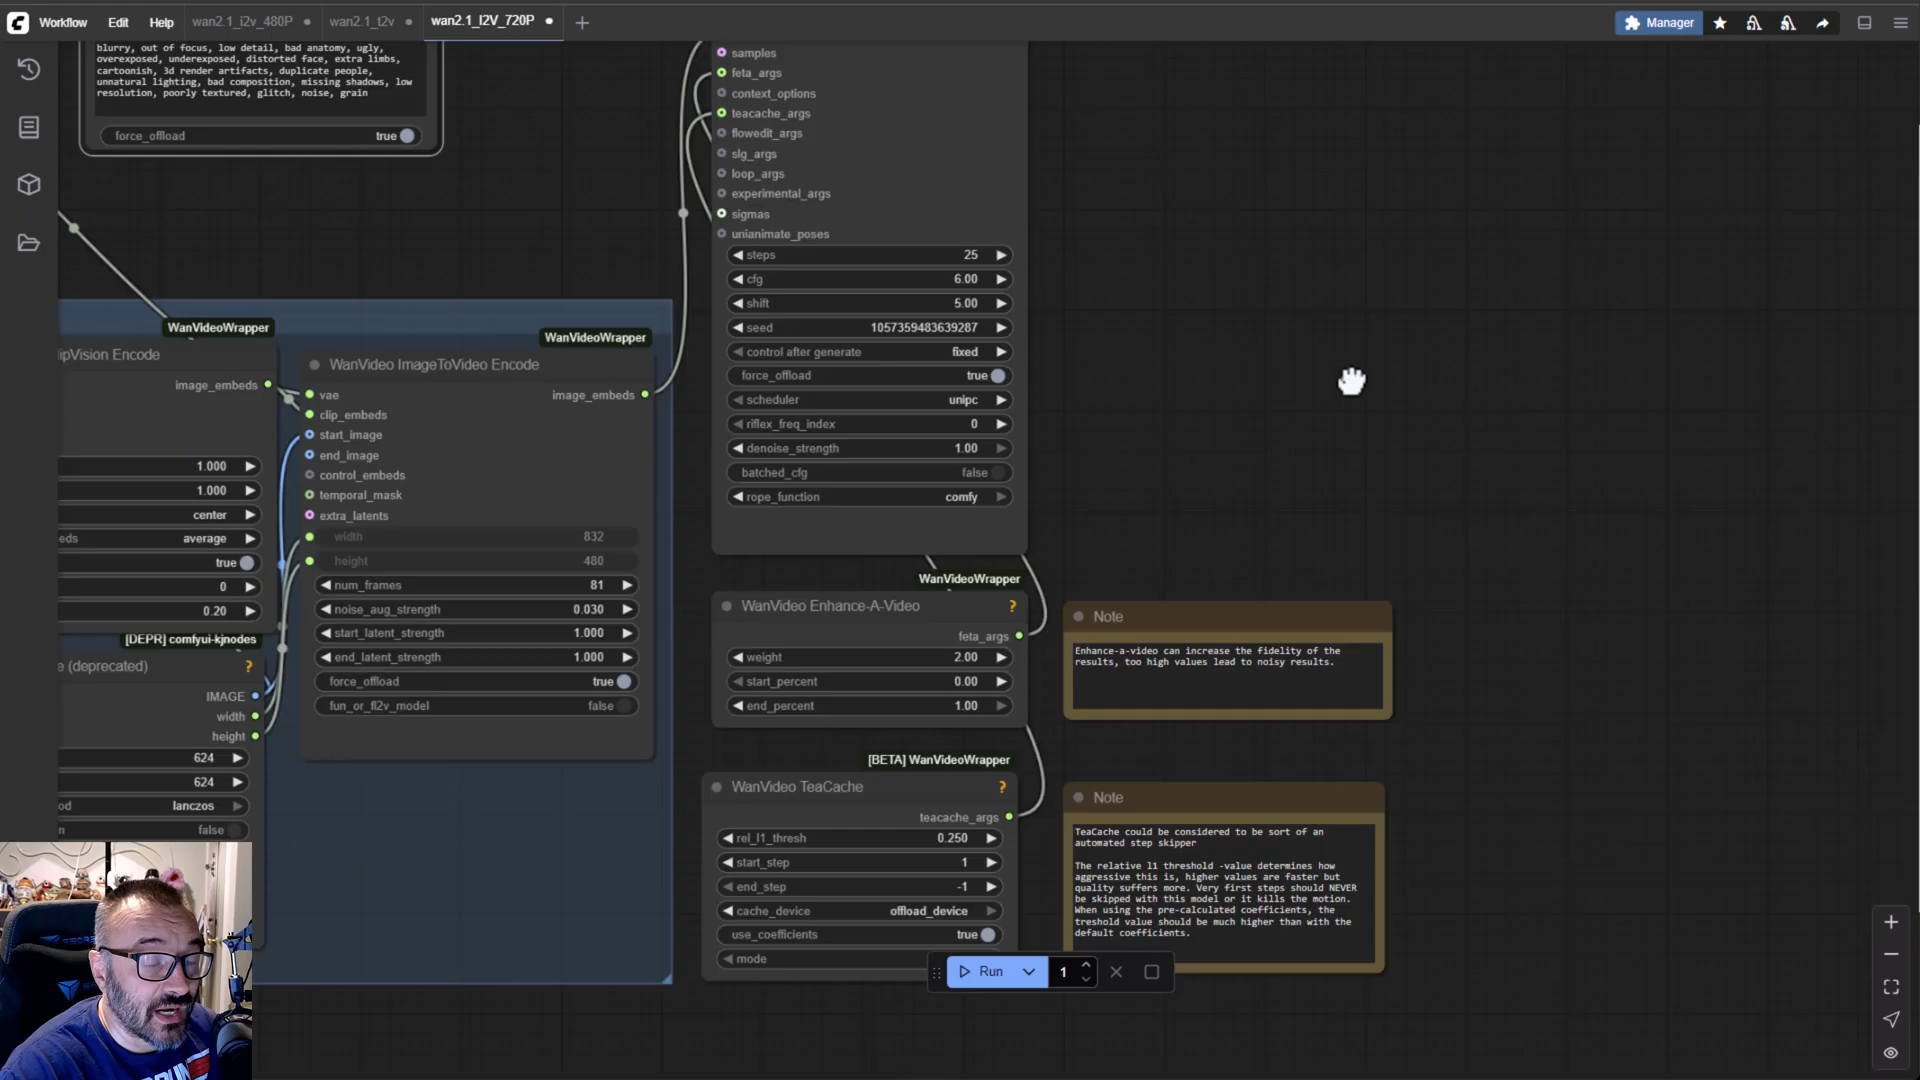 Workflow
Edit
Help
wan2.1_i2v_480P
wan2.1_t2v
wan2.1_I2V_720P
Manager
blurry, out of focus, low detail, bad anatomy, ugly,
overexposed, underexposed, distorted face, extra limbs,
cartoonish, 3d render artifacts, duplicate people,
unnatural lighting, bad composition, missing shadows, low
resolution, poorly textured, glitch, noise, grain
force_offload true
samples
feta_args
context_options
teacache_args
flowedit_args
slg_args
loop_args
experimental_args
sigmas
unianimate_poses
steps 25
cfg 6.00
shift 5.00
seed 1057359483639287
control after generate fixed
force_offload true
scheduler unipc
riflex_freq_index 0
denoise_strength 1.00
batched_cfg false
rope_function comfy
WanVideoWrapper
lipVision Encode
image_embeds
1.000
1.000
center
eds average
true
0
0.20
WanVideoWrapper
WanVideo ImageToVideo Encode
vae image_embeds
clip_embeds
start_image
end_image
control_embeds
temporal_mask
extra_latents
width 832
height 480
num_frames 81
noise_aug_strength 0.030
start_latent_strength 1.000
end_latent_strength 1.000
force_offload true
fun_or_fl2v_model false
[DEPR] comfyui-kjnodes
e (deprecated) ?
IMAGE
width
height
624
624
od lanczos
n false
WanVideoWrapper
WanVideo Enhance-A-Video ?
feta_args
weight 2.00
start_percent 0.00
end_percent 1.00
Note
Enhance-a-video can increase the fidelity of the
results, too high values lead to noisy results.
[BETA] WanVideoWrapper
WanVideo TeaCache ?
teacache_args
rel_l1_thresh 0.250
start_step 1
end_step -1
cache_device offload_device
use_coefficients true
mode
Note
TeaCache could be considered to be sort of an
automated step skipper
The relative l1 threshold -value determines how
aggressive this is, higher values are faster but
quality suffers more. Very first steps should NEVER
be skipped with this model or it kills the motion.
When using the pre-calculated coefficients, the
treshold value should be much higher than with the
default coefficients.
Run 1